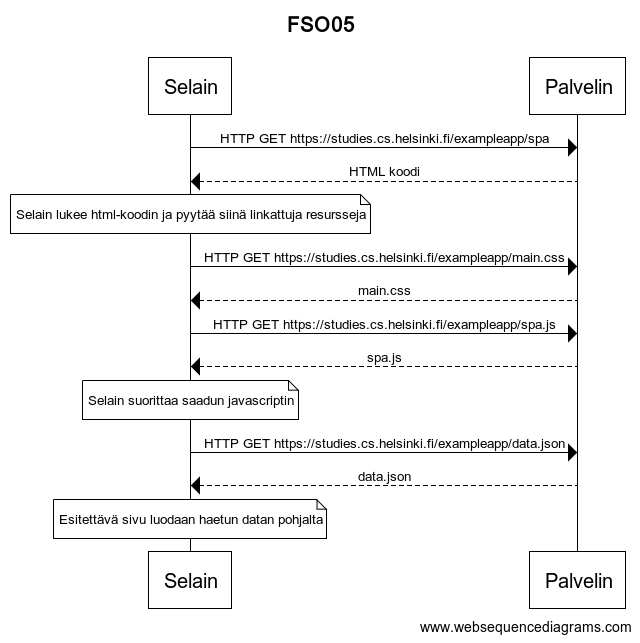 FSO05
Selain Palvelin
HTTP GET https://studies.cs.helsinki.fi/exampleapp/spa
HTML koodi
Selain lukee html-koodin ja pyytää siinä linkattuja resursseja
HTTP GET https://studies.cs.helsinki.fi/exampleapp/main.css
main.css
HTTP GET https://studies.cs.helsinki.fi/exampleapp/spa.js
spa.js
Selain suorittaa saadun javascriptin
HTTP GET https://studies.cs.helsinki.fi/exampleapp/data.json
data.json
Esitettävä sivu luodaan haetun datan pohjalta
Selain Palvelin
www.websequencediagrams.com